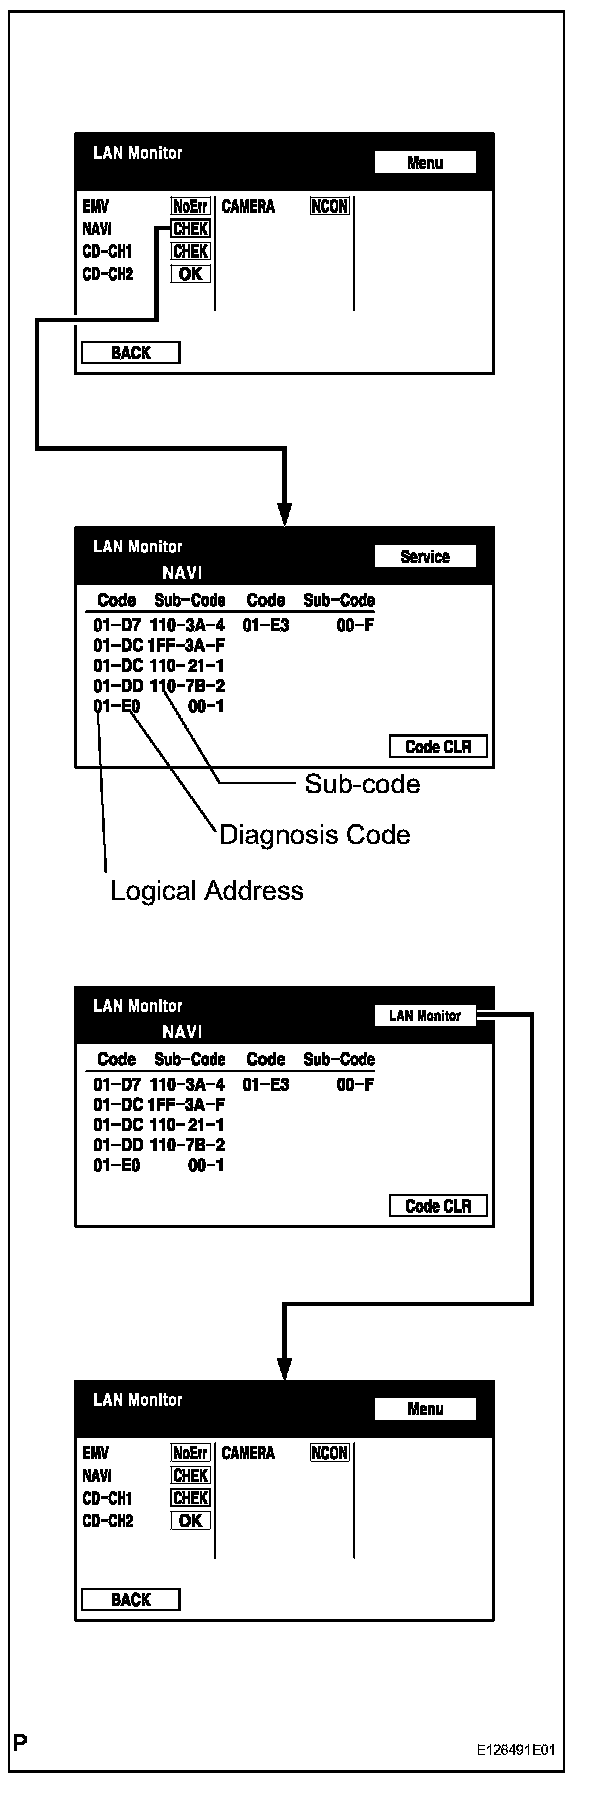 LAN Monitor
Menu
EMV NoErr CAMERA NCON
NAVI CHEK
CD-CH1 CHEK
CD-CH2 OK
BACK
LAN Monitor
Service
NAVI
Code Sub-Code Code Sub-Code
01-D7 110-3A-4 01-E3 00-F
01-DC 1FF-3A-F
01-DC 110-21-1
01-DD 110-7B-2
01-E0 00-1
Code CLR
Sub-code
Diagnosis Code
Logical Address
LAN Monitor
LAN Monitor
NAVI
Code Sub-Code Code Sub-Code
01-D7 110-3A-4 01-E3 00-F
01-DC 1FF-3A-F
01-DC 110-21-1
01-DD 110-7B-2
01-E0 00-1
Code CLR
LAN Monitor
Menu
EMV NoErr CAMERA NCON
NAVI CHEK
CD-CH1 CHEK
CD-CH2 OK
BACK
P
E126491E01